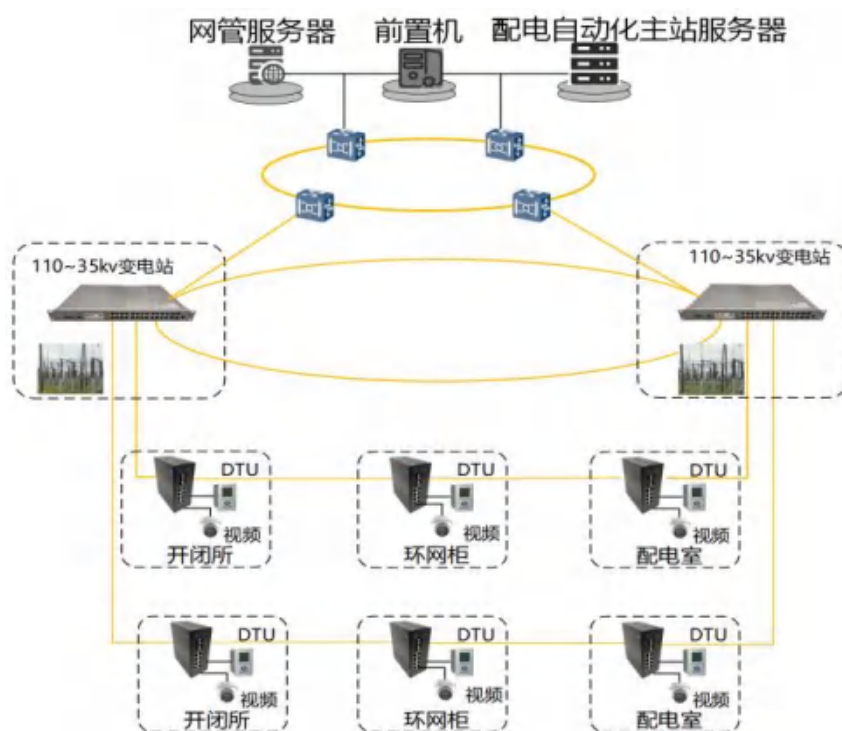 网管服务器 前置机 配电自动化主站服务器
110~35kv变电站 110~35kv变电站
DTU DTU DTU
视频 视频 视频
开闭所 环网柜 配电室
DTU DTU DTU
视频 视频 视频
开闭所 环网柜 配电室